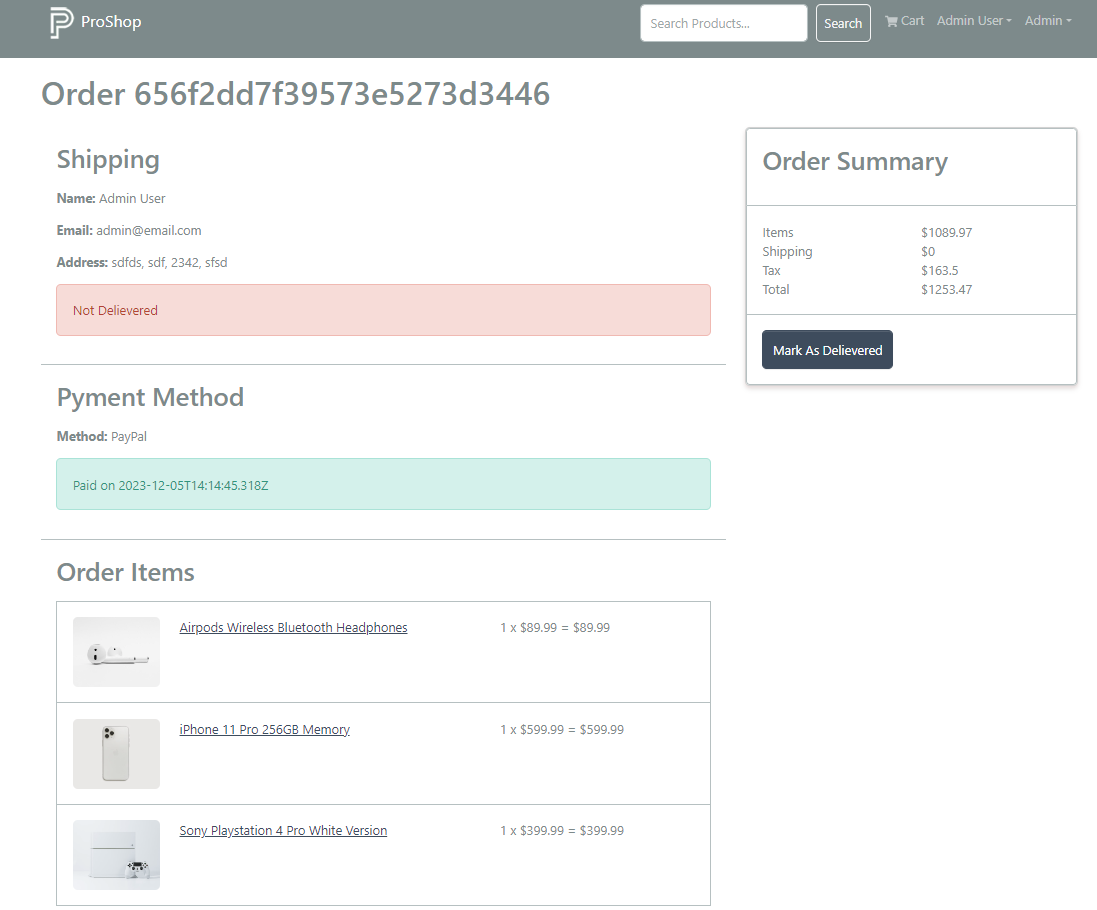 ProShop
Search Products...
Search
Cart
Admin User
Admin
Order 656f2dd7f39573e5273d3446
Shipping
Name: Admin User
Email: admin@email.com
Address: sdfds, sdf, 2342, sfsd
Not Delievered
Pyment Method
Method: PayPal
Paid on 2023-12-05T14:14:45.318Z
Order Items
Airpods Wireless Bluetooth Headphones 1 x $89.99 = $89.99
iPhone 11 Pro 256GB Memory 1 x $599.99 = $599.99
Sony Playstation 4 Pro White Version 1 x $399.99 = $399.99
Order Summary
Items $1089.97
Shipping $0
Tax $163.5
Total $1253.47
Mark As Delievered